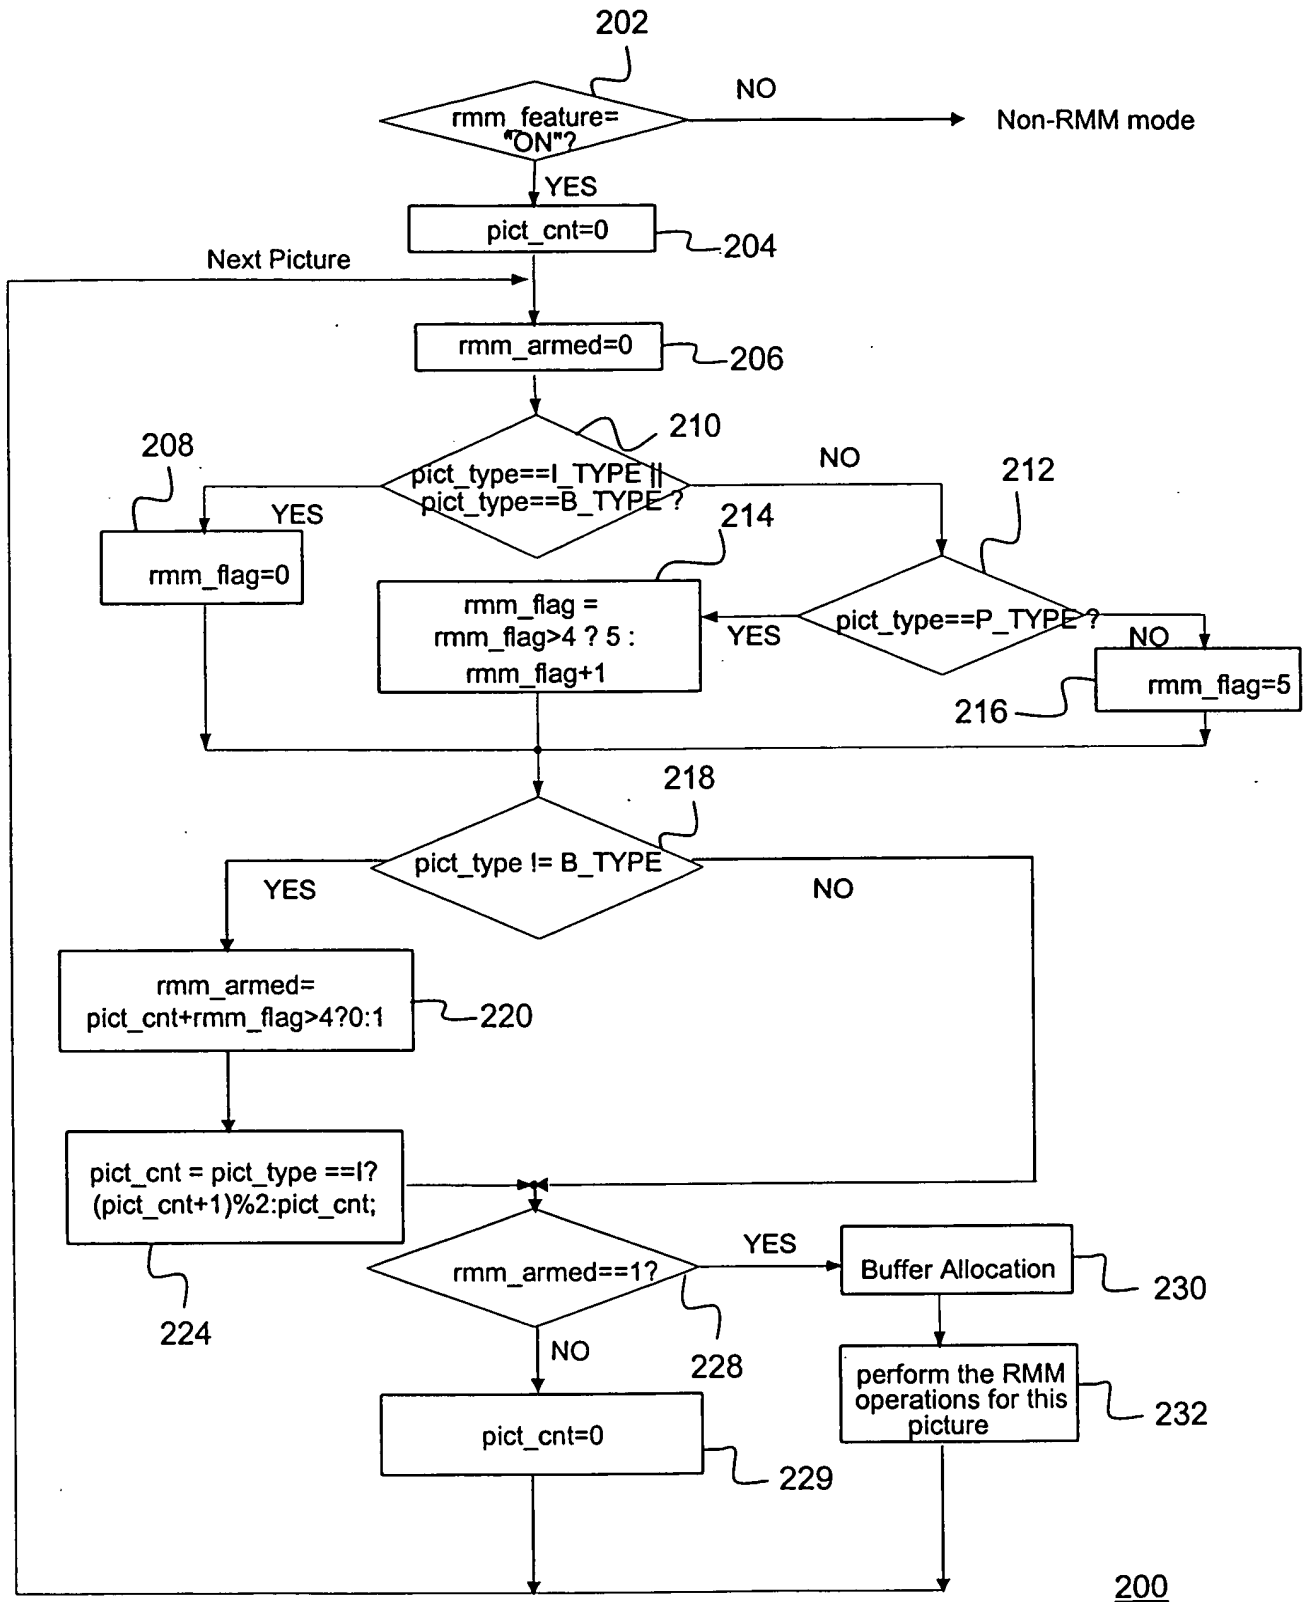 202
rmm_feature=
"ON"?
NO
Non-RMM mode
YES
pict_cnt=0
204
Next Picture
rmm_armed=0
206
210
208
pict_type==I_TYPE ||
pict_type==B_TYPE ?
NO
212
YES
214
rmm_flag=0
rmm_flag =
rmm_flag>4 ? 5 :
rmm_flag+1
YES
pict_type==P_TYPE ?
NO
216
rmm_flag=5
218
pict_type != B_TYPE
YES
NO
rmm_armed=
pict_cnt+rmm_flag>4?0:1
220
pict_cnt = pict_type ==I?
(pict_cnt+1)%2:pict_cnt;
224
rmm_armed==1?
YES
228
Buffer Allocation
230
NO
perform the RMM
operations for this
picture
232
pict_cnt=0
229
200